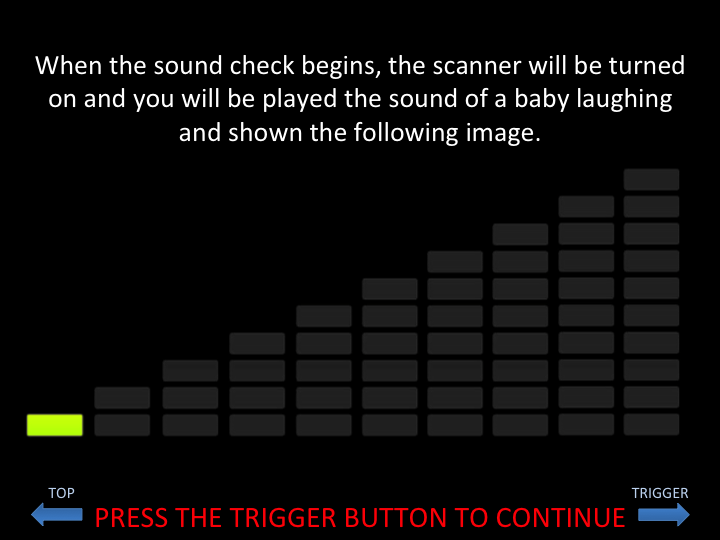 When the sound check begins, the scanner will be turned
on and you will be played the sound of a baby laughing
and shown the following image.
TOP
TRIGGER
PRESS THE TRIGGER BUTTON TO CONTINUE